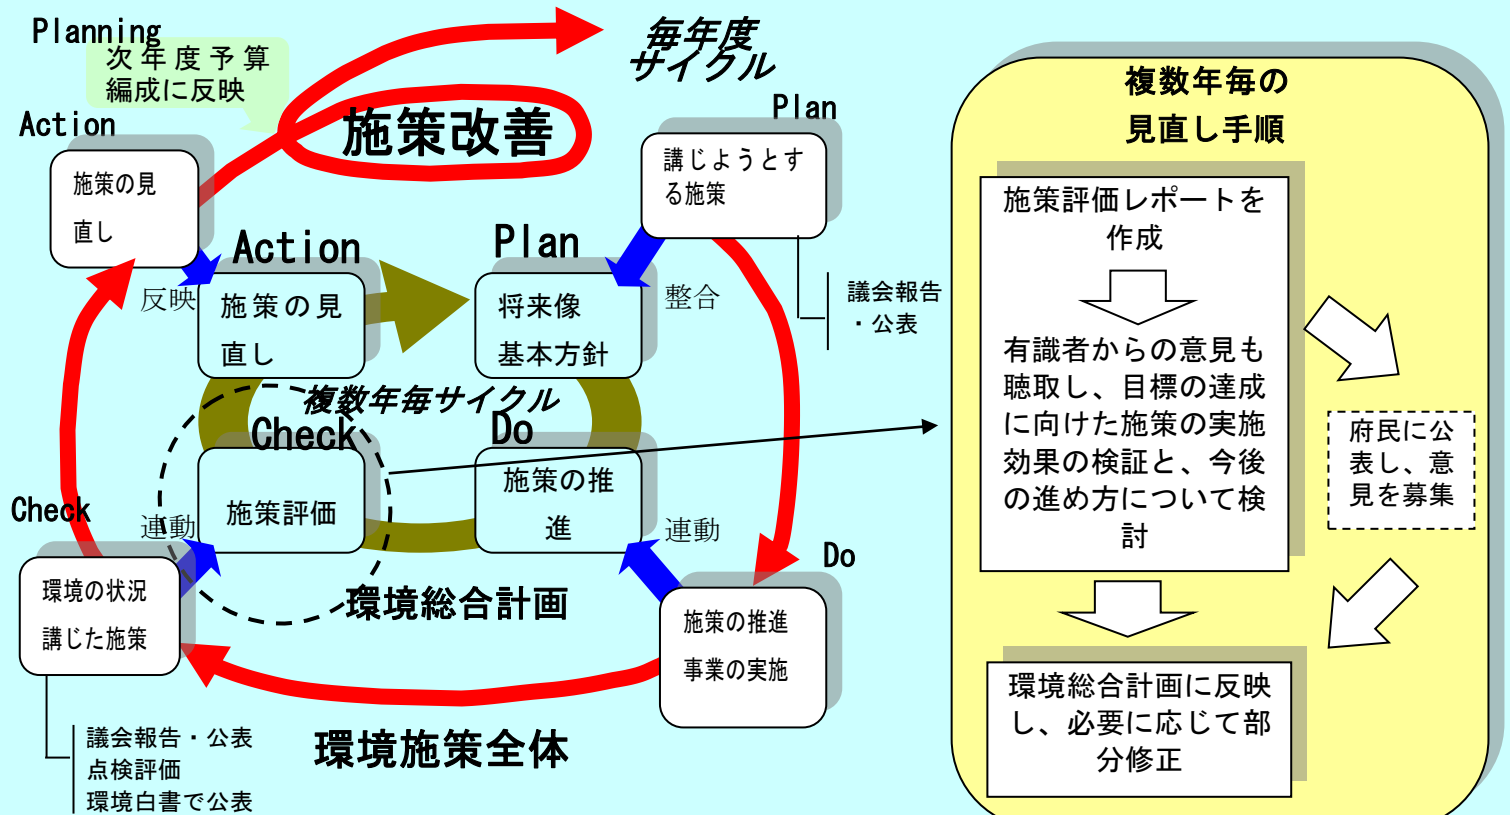 Planning
次年度予算
編成に反映
毎年度
サイクル
施策改善
Action
施策の見
直し
Plan
講じようとす
る施策
Action
施策の見
直し
Plan
将来像
基本方針
反映
整合
議会報告
・公表
複数年毎サイクル
Check
施策評価
Do
施策の推
進
連動
連動
Check
環境の状況
講じた施策
環境総合計画
Do
施策の推進
事業の実施
環境施策全体
議会報告・公表
点検評価
環境白書で公表
複数年毎の
見直し手順
施策評価レポートを
作成
有識者からの意見も
聴取し、目標の達成
に向けた施策の実施
効果の検証と、今後
の進め方について検
討
府民に公
表し、意
見を募集
環境総合計画に反映
し、必要に応じて部
分修正